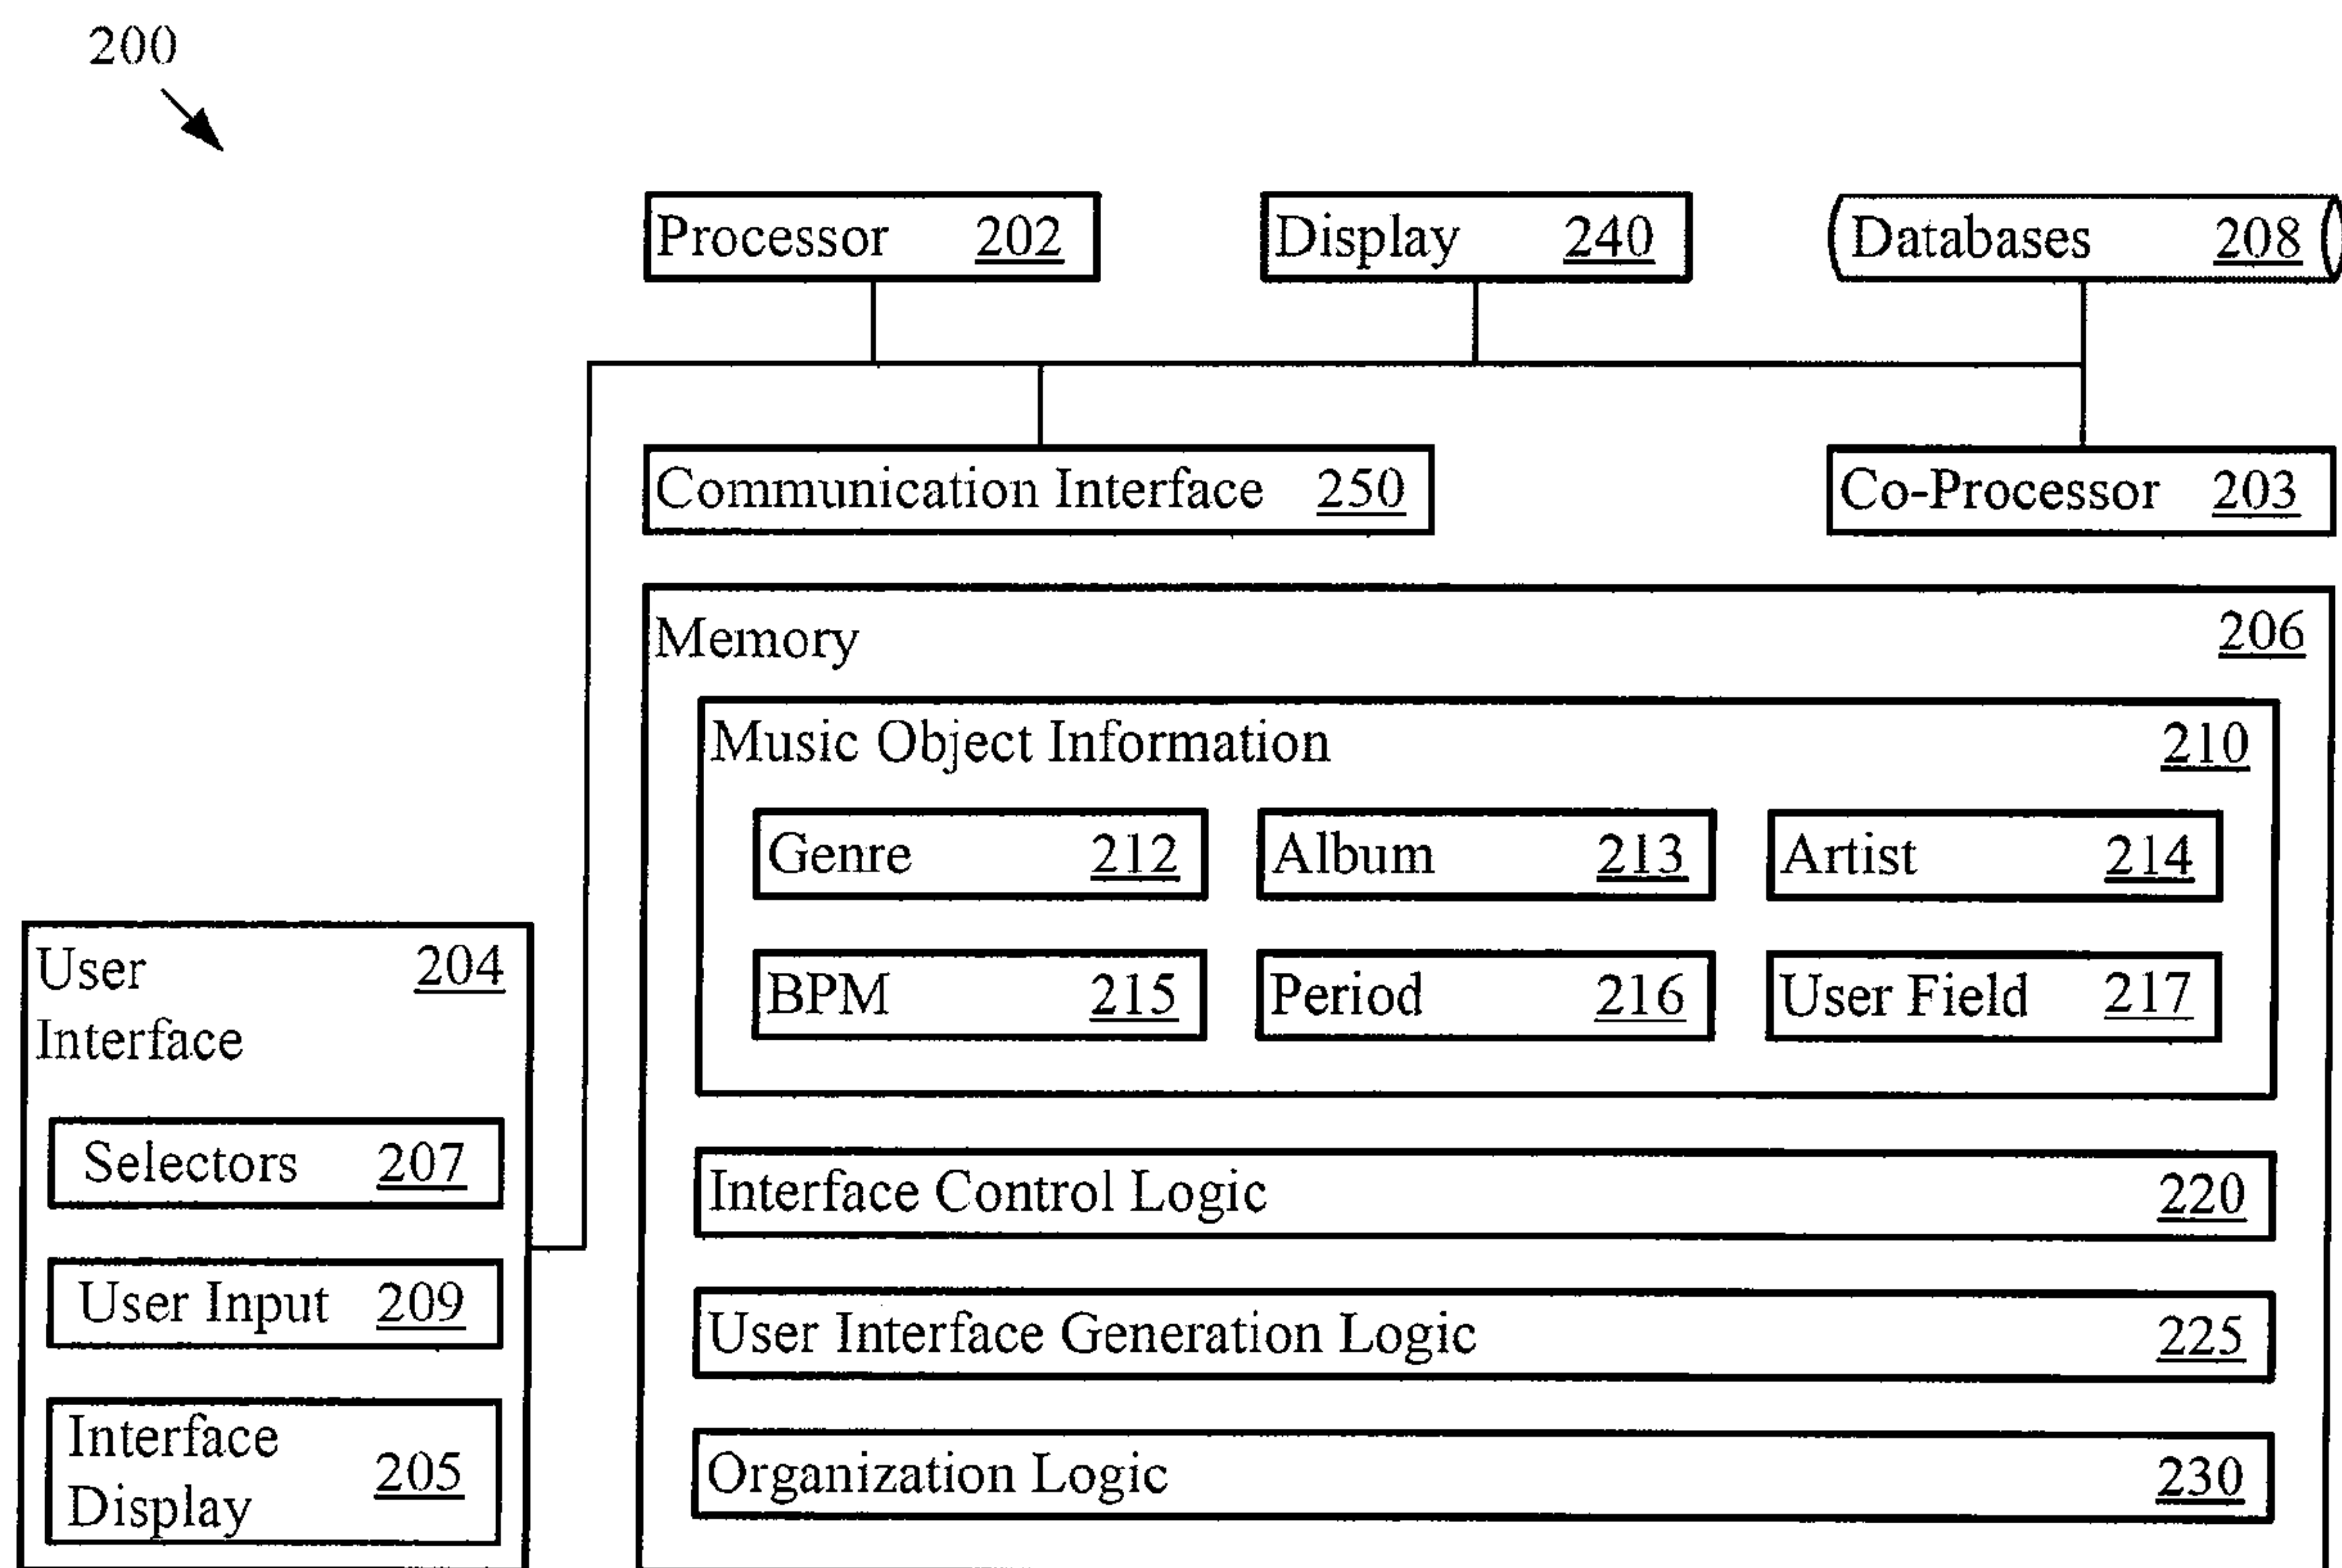 200
Processor 202
Display 240
Databases 208
Communication Interface 250
Co-Processor 203
Memory 206
Music Object Information 210
Genre 212
Album 213
Artist 214
BPM 215
Period 216
User Field 217
Interface Control Logic 220
User Interface Generation Logic 225
Organization Logic 230
User 204
Interface
Selectors 207
User Input 209
Interface
Display 205